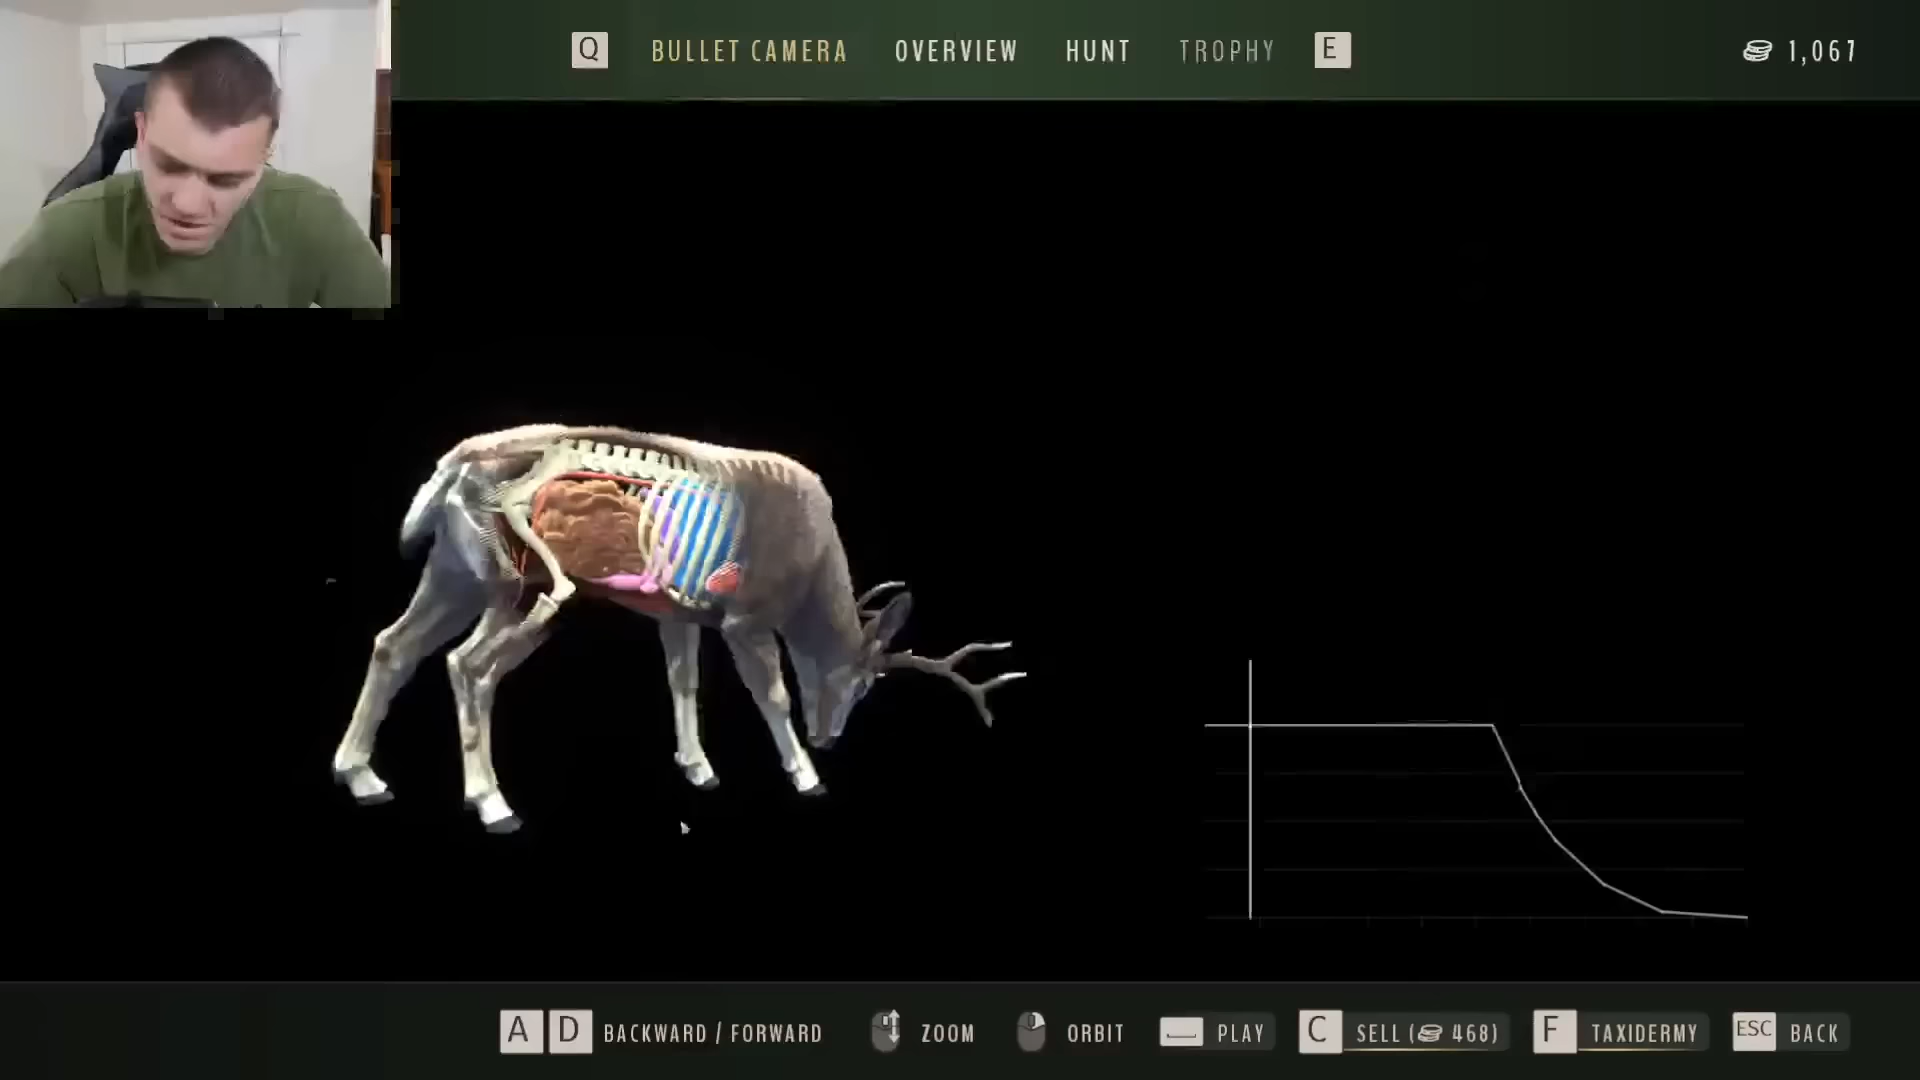 Q BULLET CAMERA OVERVIEW HUNT TROPHY E 1,067
A D BACKWARD / FORWARD ZOOM ORBIT PLAY C SELL ( 468) F TAXIDERMY ESC BACK